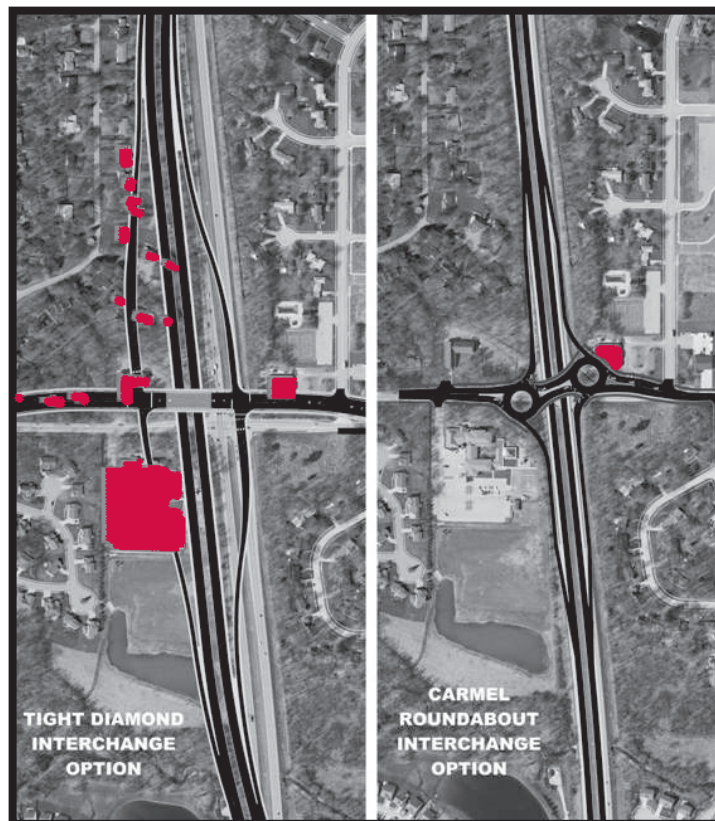 TIGHT DIAMOND
INTERCHANGE
OPTION
CARMEL
ROUNDABOUT
INTERCHANGE
OPTION